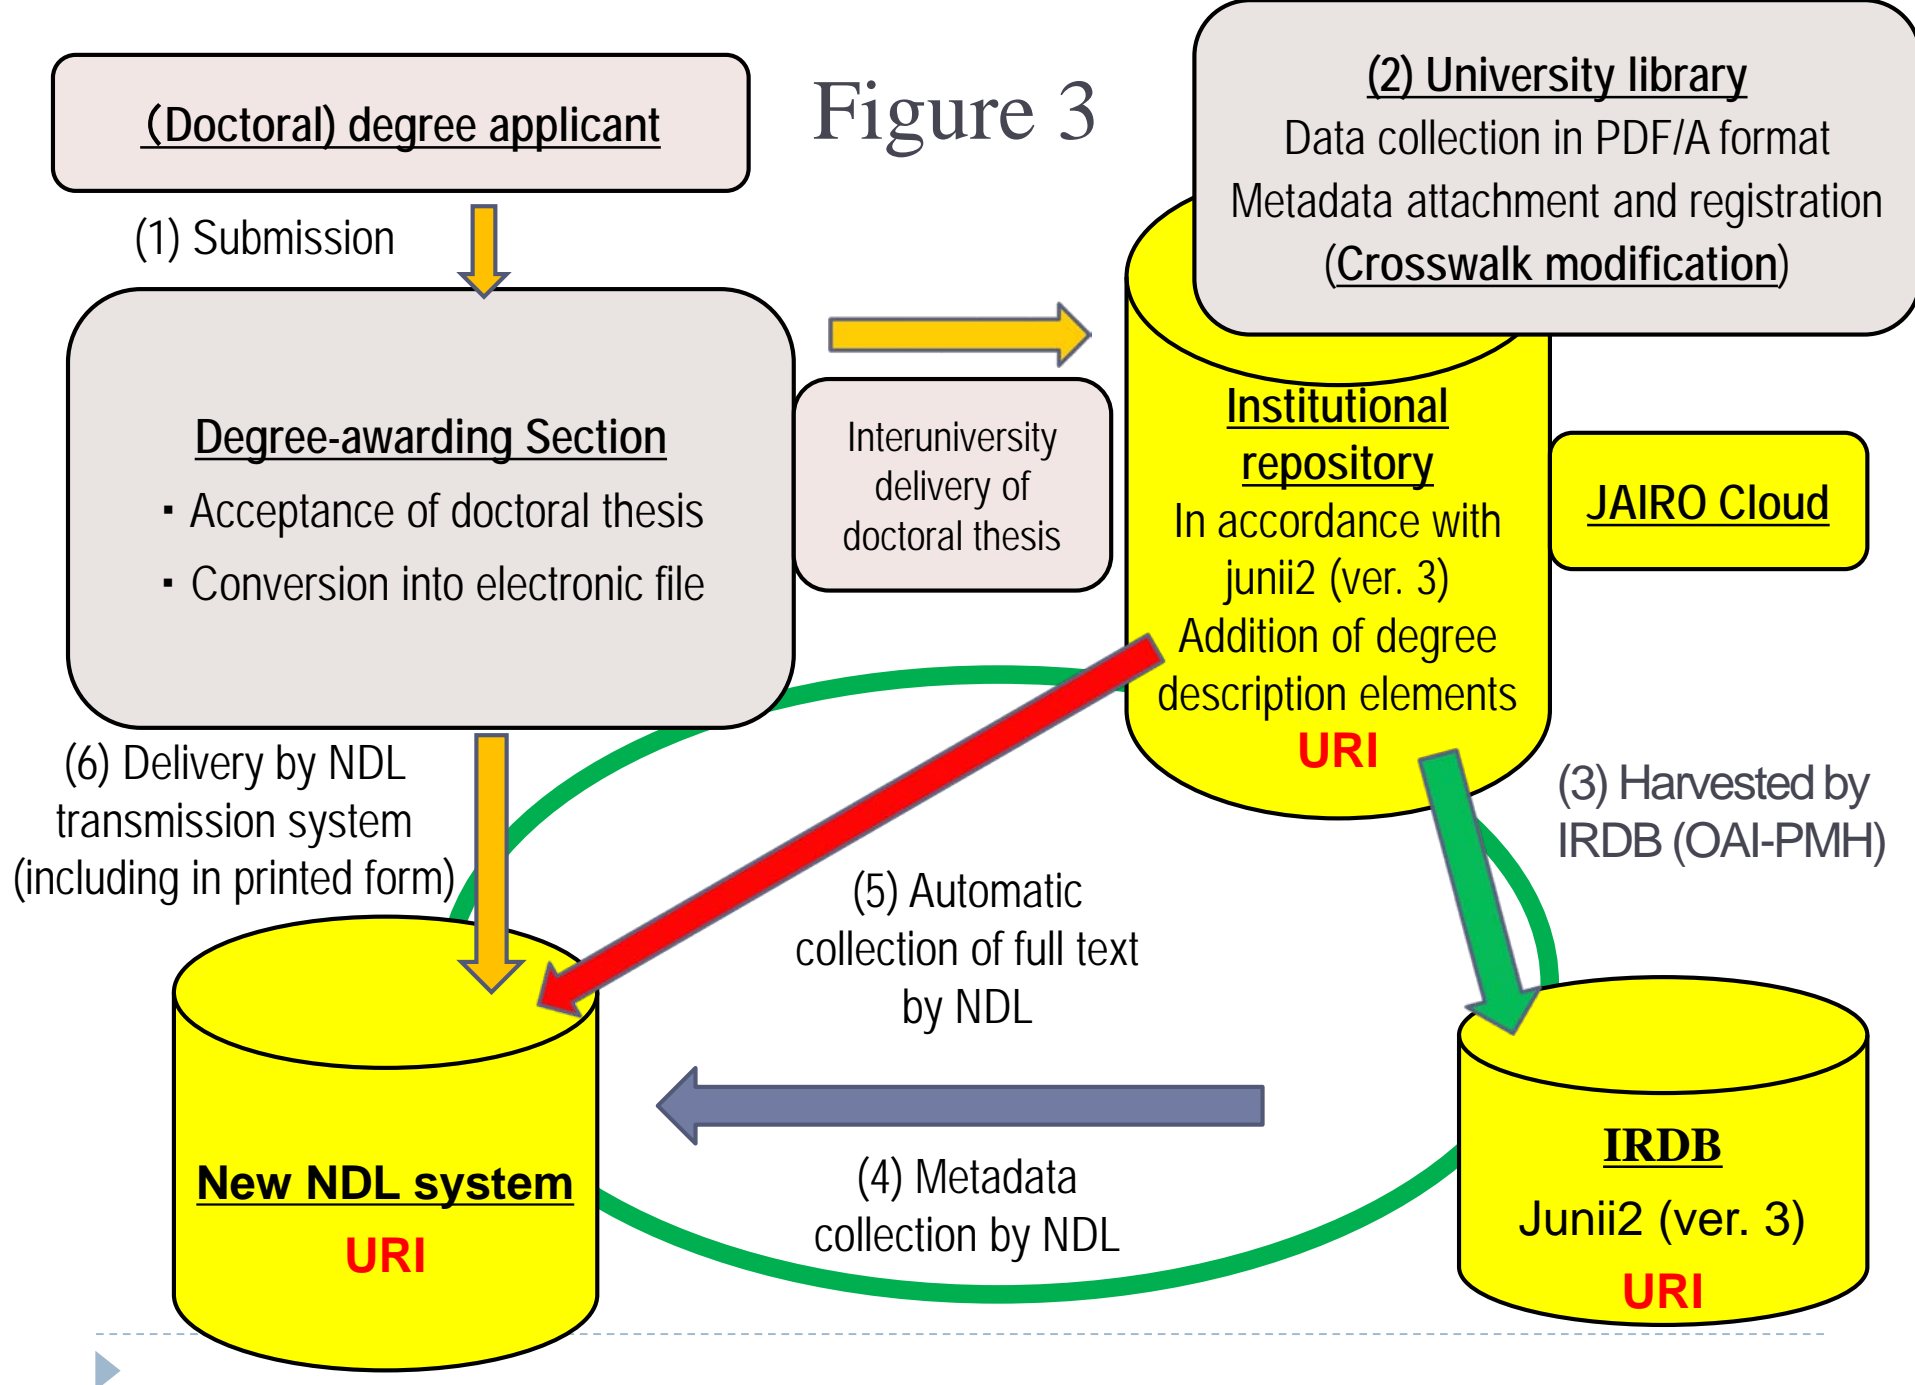 Figure 3
(Doctoral) degree applicant
(1) Submission
(2) University library
Data collection in PDF/A format
Metadata attachment and registration
(Crosswalk modification)
Degree-awarding Section
・Acceptance of doctoral thesis
・Conversion into electronic file
Interuniversity
delivery of
doctoral thesis
Institutional
repository
In accordance with
junii2 (ver. 3)
Addition of degree
description elements
URI
JAIRO Cloud
(6) Delivery by NDL
transmission system
(including in printed form)
(3) Harvested by
IRDB (OAI-PMH)
(5) Automatic
collection of full text
by NDL
(4) Metadata
collection by NDL
New NDL system
URI
IRDB
Junii2 (ver. 3)
URI